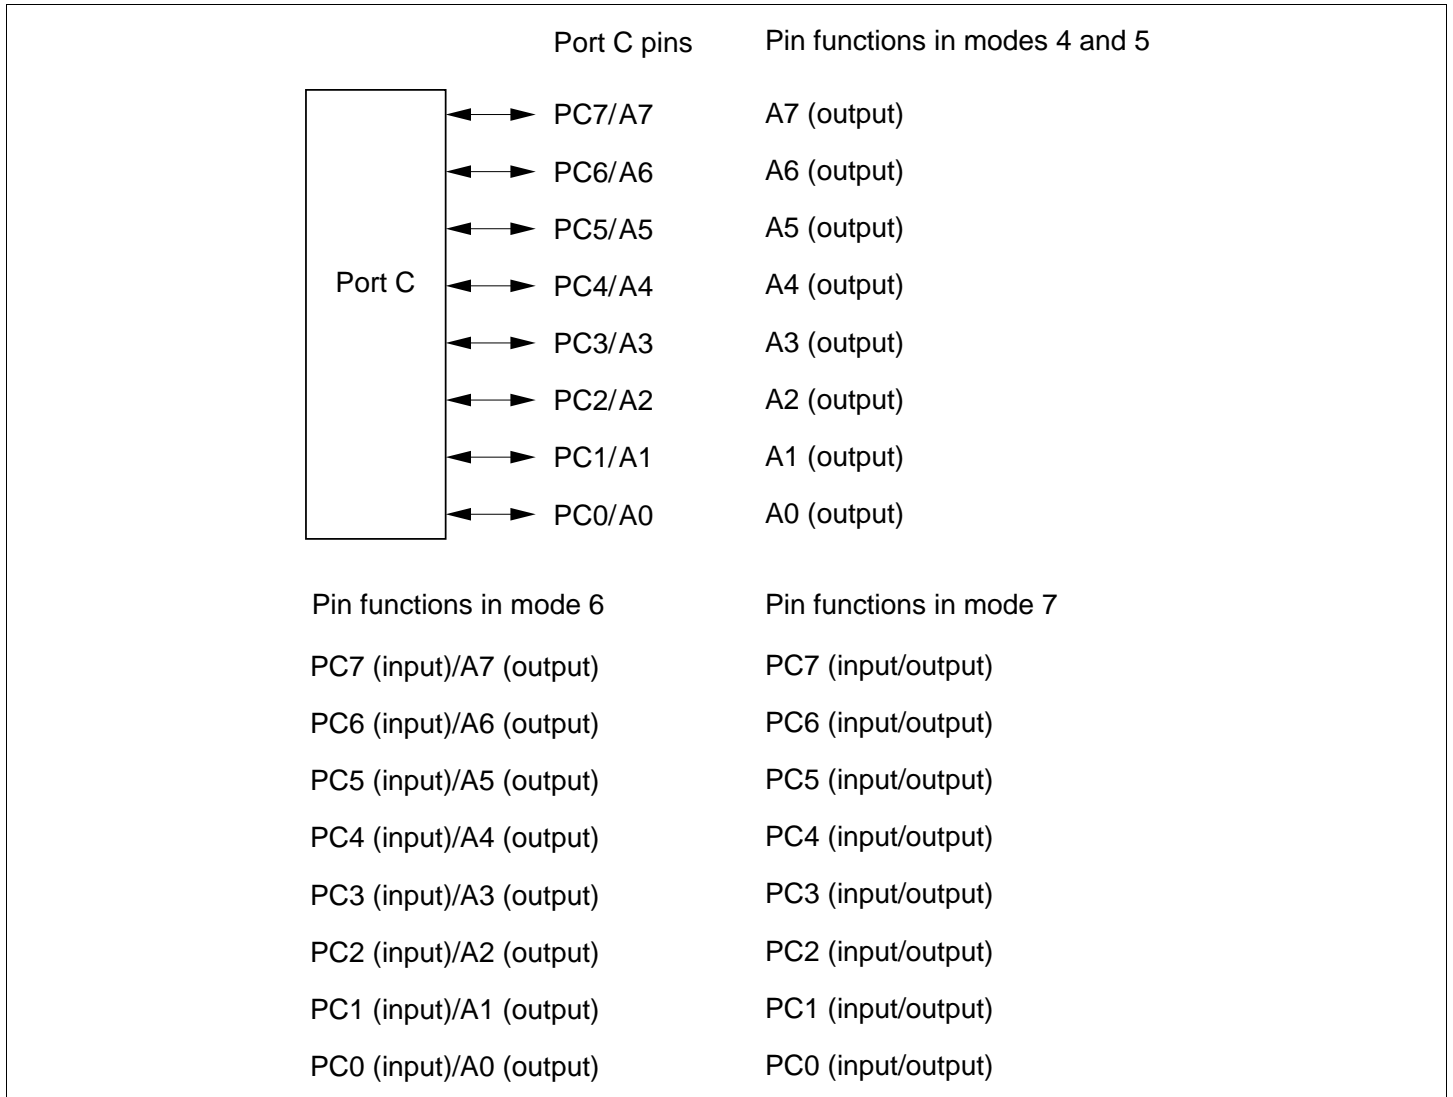 Port C pins Pin functions in modes 4 and 5
PC7/A7 A7 (output)
PC6/A6 A6 (output)
PC5/A5 A5 (output)
Port C PC4/A4 A4 (output)
PC3/A3 A3 (output)
PC2/A2 A2 (output)
PC1/A1 A1 (output)
PC0/A0 A0 (output)
Pin functions in mode 6 Pin functions in mode 7
PC7 (input)/A7 (output) PC7 (input/output)
PC6 (input)/A6 (output) PC6 (input/output)
PC5 (input)/A5 (output) PC5 (input/output)
PC4 (input)/A4 (output) PC4 (input/output)
PC3 (input)/A3 (output) PC3 (input/output)
PC2 (input)/A2 (output) PC2 (input/output)
PC1 (input)/A1 (output) PC1 (input/output)
PC0 (input)/A0 (output) PC0 (input/output)